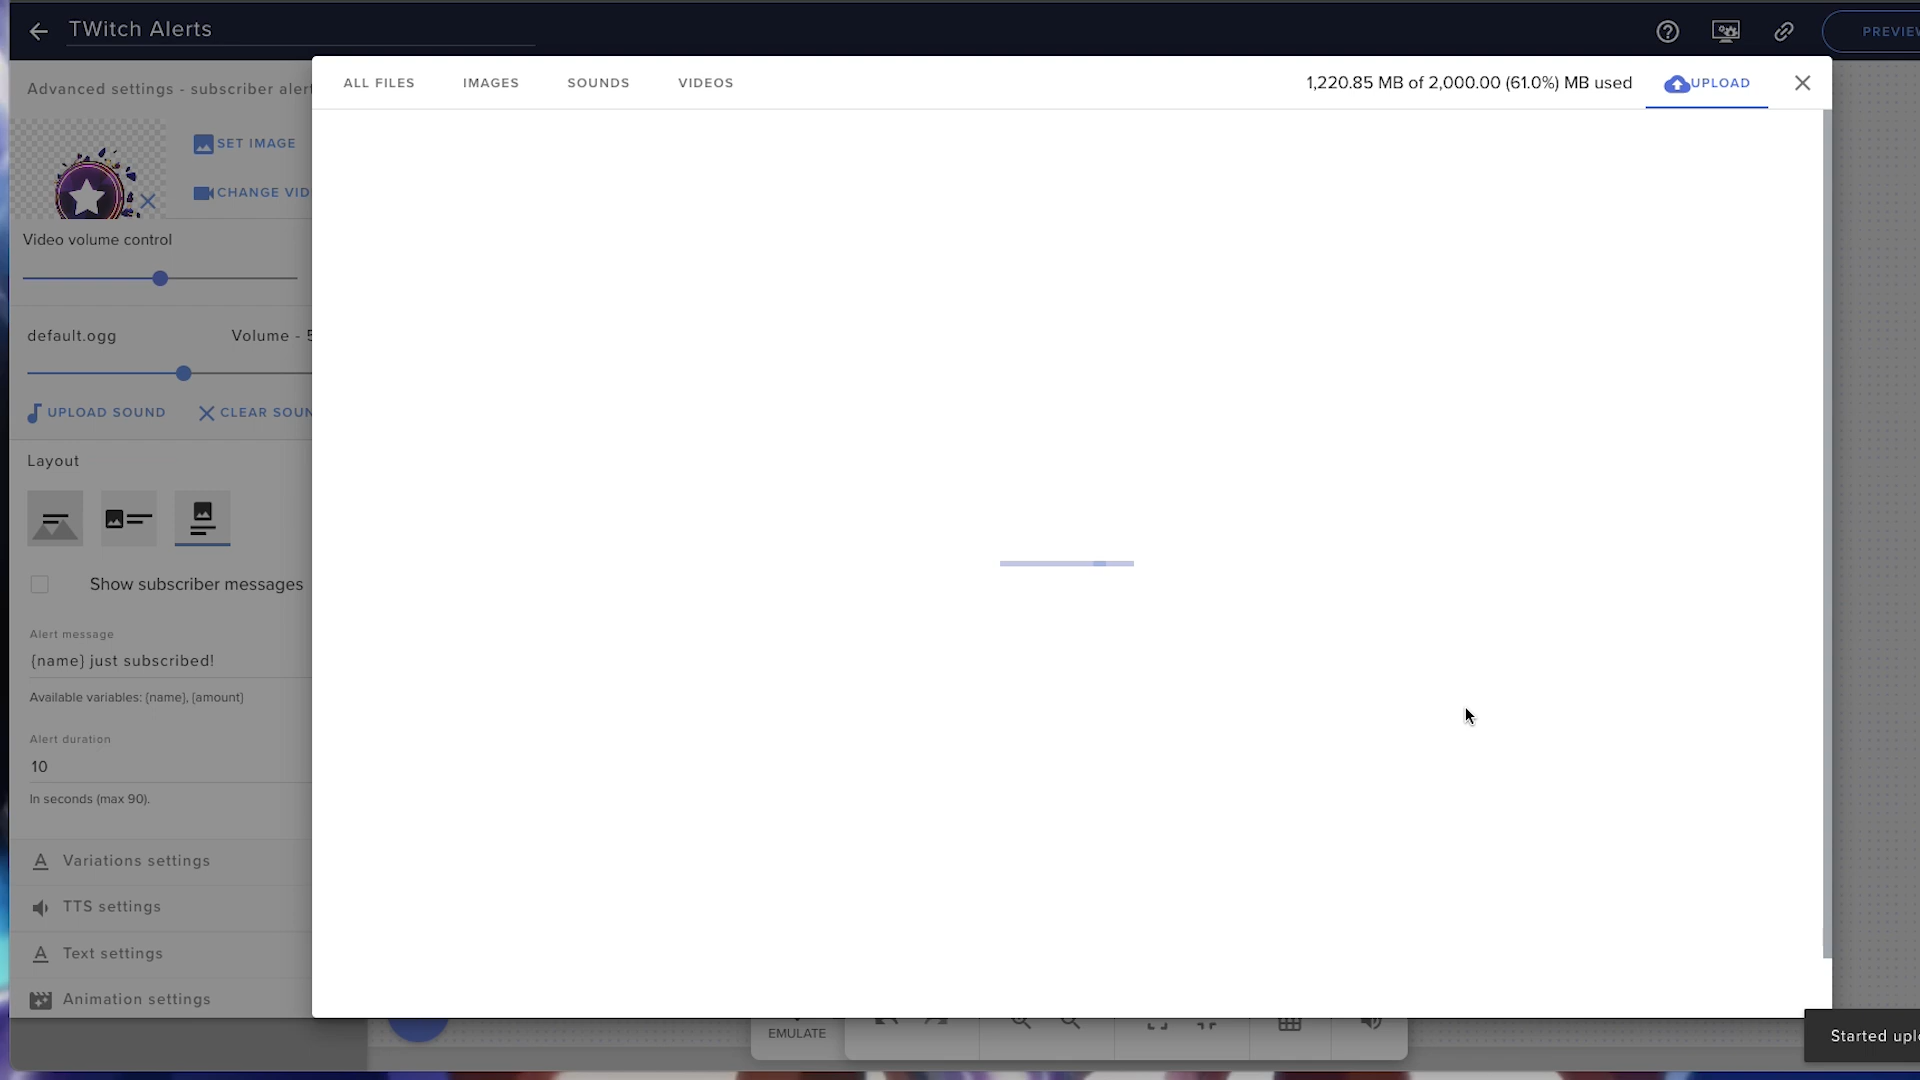 TWitch Alerts
PREVIEW
ALL FILES
IMAGES
SOUNDS
VIDEOS
1,220.85 MB of 2,000.00 (61.0%) MB used
UPLOAD
Advanced settings - subscriber alert
SET IMAGE
CHANGE VID
Video volume control
default.ogg
Volume - 5
UPLOAD SOUND
CLEAR SOUN
Layout
Show subscriber messages
Alert message
{name} just subscribed!
Available variables: {name}, {amount}
Alert duration
10
In seconds (max 90).
Variations settings
TTS settings
Text settings
Animation settings
EMULATE
Started uplo